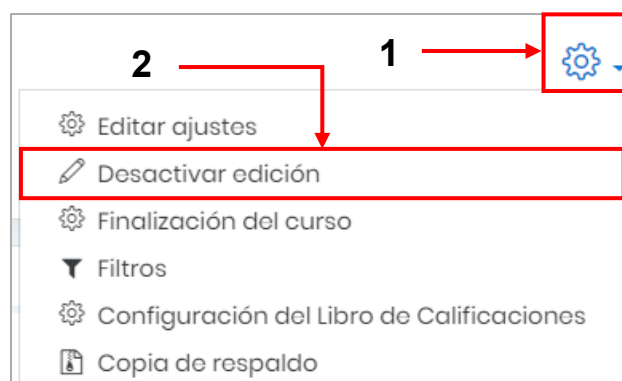 1
2
Editar ajustes
Desactivar edición
Finalización del curso
Filtros
Configuración del Libro de Calificaciones
Copia de respaldo